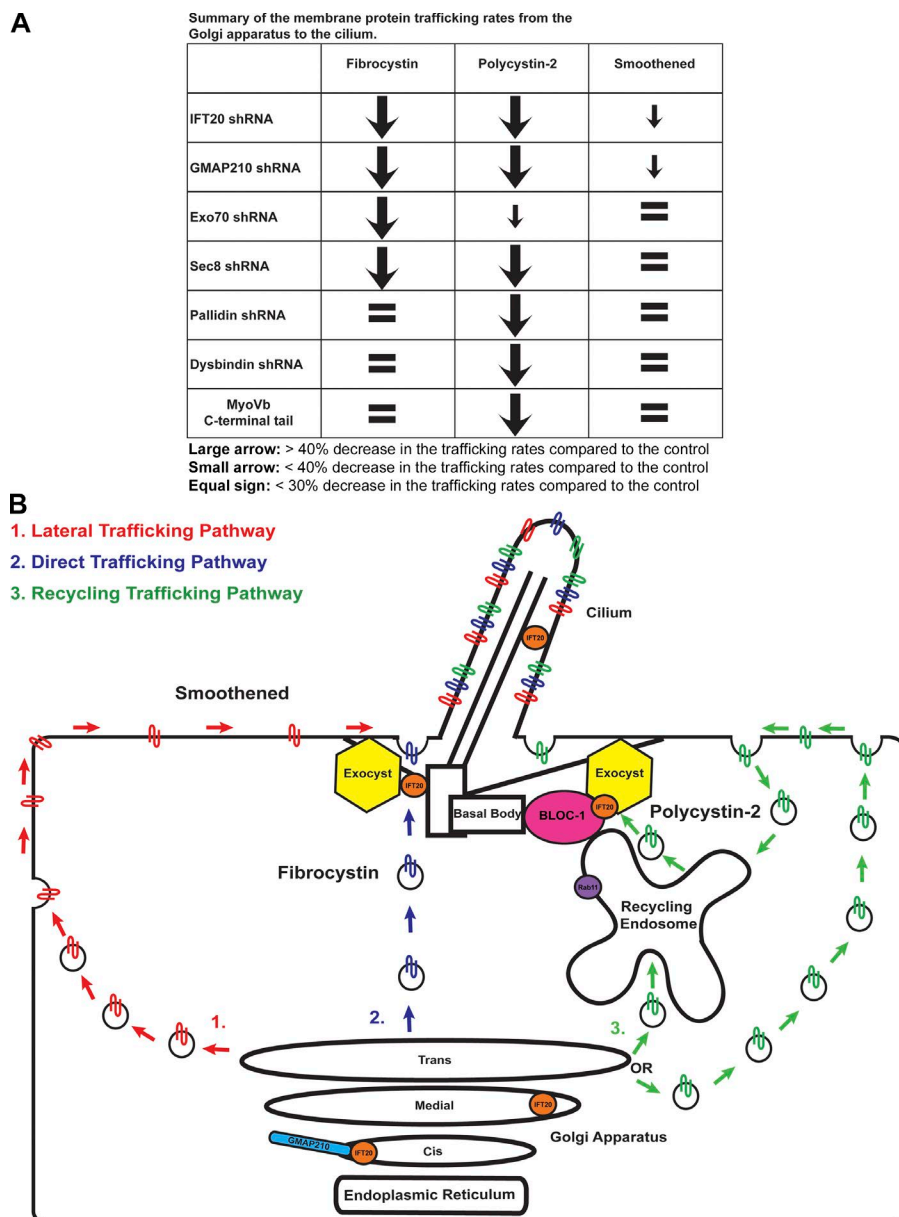 A
Summary of the membrane protein trafficking rates from the
Golgi apparatus to the cilium.
Fibrocystin Polycystin-2 Smoothened
IFT20 shRNA
GMAP210 shRNA
Exo70 shRNA
Sec8 shRNA
Pallidin shRNA
Dysbindin shRNA
MyoVb
C-terminal tail
Large arrow: > 40% decrease in the trafficking rates compared to the control
Small arrow: < 40% decrease in the trafficking rates compared to the control
Equal sign: < 30% decrease in the trafficking rates compared to the control
B
1. Lateral Trafficking Pathway
2. Direct Trafficking Pathway
3. Recycling Trafficking Pathway
Cilium
IFT20
Smoothened
Exocyst
IFT20
Basal Body
BLOC-1
IFT20
Exocyst
Polycystin-2
Fibrocystin
Rab11
Recycling
Endosome
1.
2.
3.
OR
Trans
Medial
IFT20
Golgi Apparatus
GMAP210
IFT20
Cis
Endoplasmic Reticulum